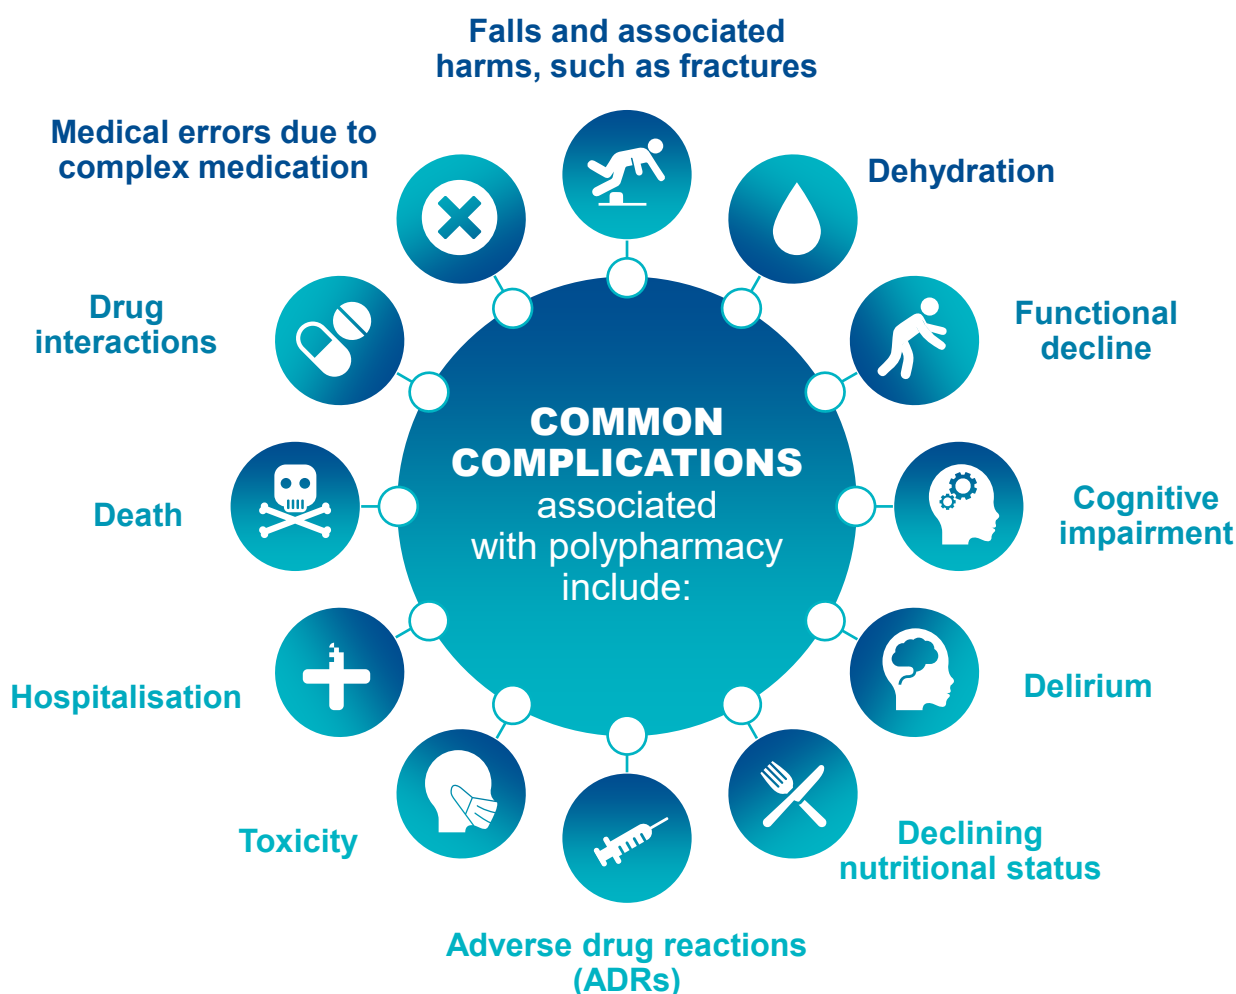 Falls and associated
harms, such as fractures
Medical errors due to
complex medication
Dehydration
Drug
interactions
Functional
decline
COMMON
COMPLICATIONS
associated
with polypharmacy
include:
Death
Cognitive
impairment
Hospitalisation
Delirium
Toxicity
Declining
nutritional status
Adverse drug reactions
(ADRs)